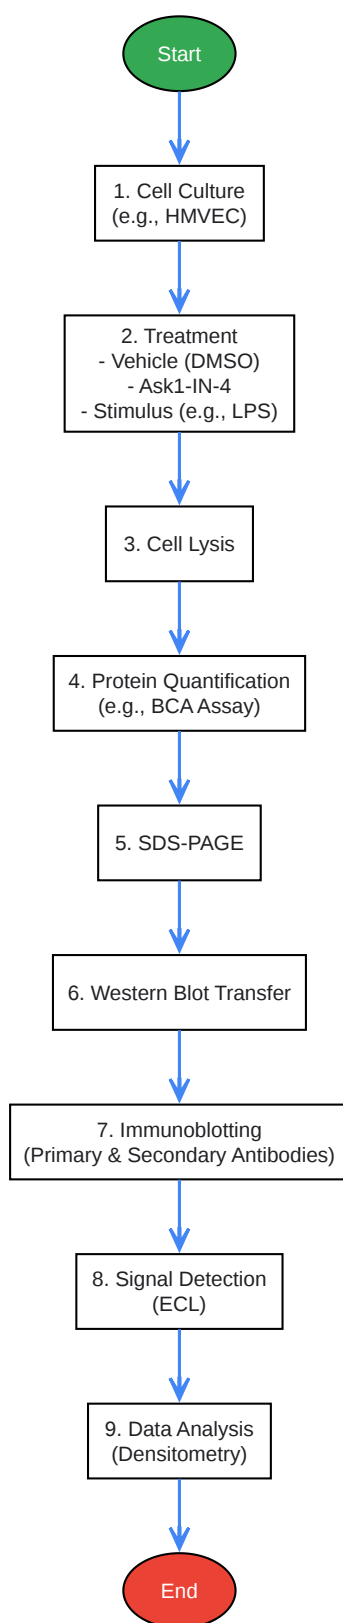 Start
1. Cell Culture
(e.g., HMVEC)
2. Treatment
- Vehicle (DMSO)
- Ask1-IN-4
- Stimulus (e.g., LPS)
3. Cell Lysis
4. Protein Quantification
(e.g., BCA Assay)
5. SDS-PAGE
6. Western Blot Transfer
7. Immunoblotting
(Primary & Secondary Antibodies)
8. Signal Detection
(ECL)
9. Data Analysis
(Densitometry)
End